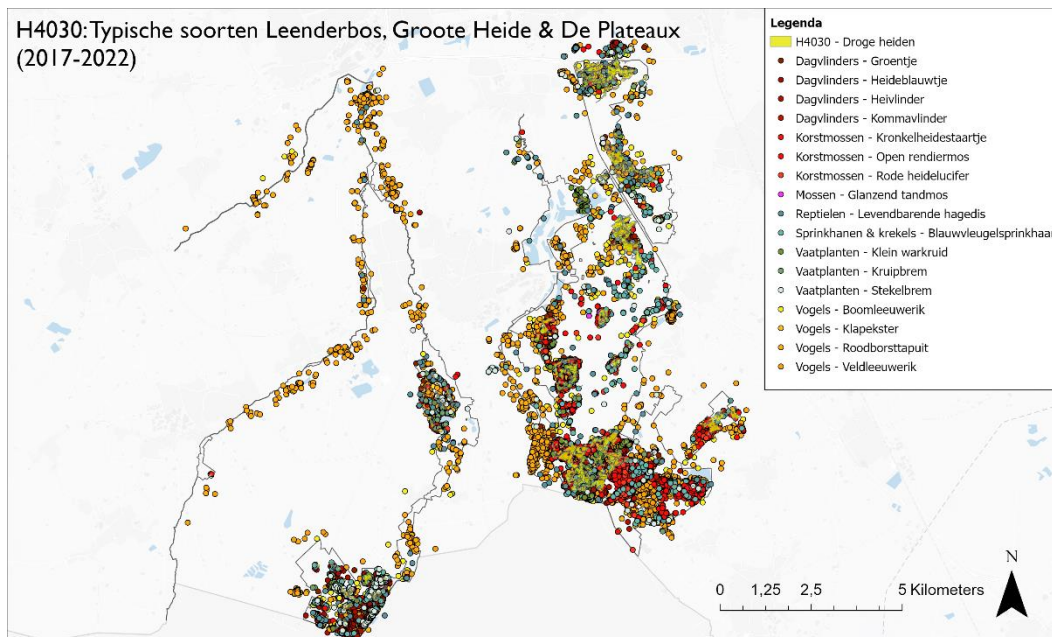 H4030: Typische soorten Leenderbos, Groote Heide & De Plateaux
(2017-2022)
Legenda
H4030 - Droge heiden
Dagvlinders - Groentje
Dagvlinders - Heideblauwtje
Dagvlinders - Heivlinder
Dagvlinders - Kommavlinder
Korstmossen - Kronkelheidestaartje
Korstmossen - Open rendiermos
Korstmossen - Rode heidelucifer
Mossen - Glanzend tandmos
Reptielen - Levendbarende hagedis
Sprinkhanen & krekels - Blauwvleugelsprinkhaan
Vaatplanten - Klein warkruid
Vaatplanten - Kruipbrem
Vaatplanten - Stekelbrem
Vogels - Boomleeuwerik
Vogels - Klapekster
Vogels - Roodborsttapuit
Vogels - Veldleeuwerik
N
0 1,25 2,5 5 Kilometers